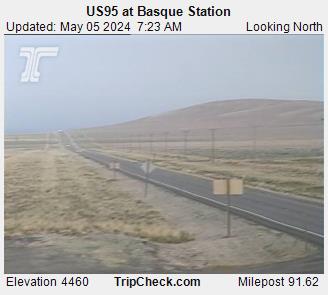 US95 at Basque Station
Updated: May 05 2024 7:23 AM Looking North
Elevation 4460 TripCheck.com Milepost 91.62